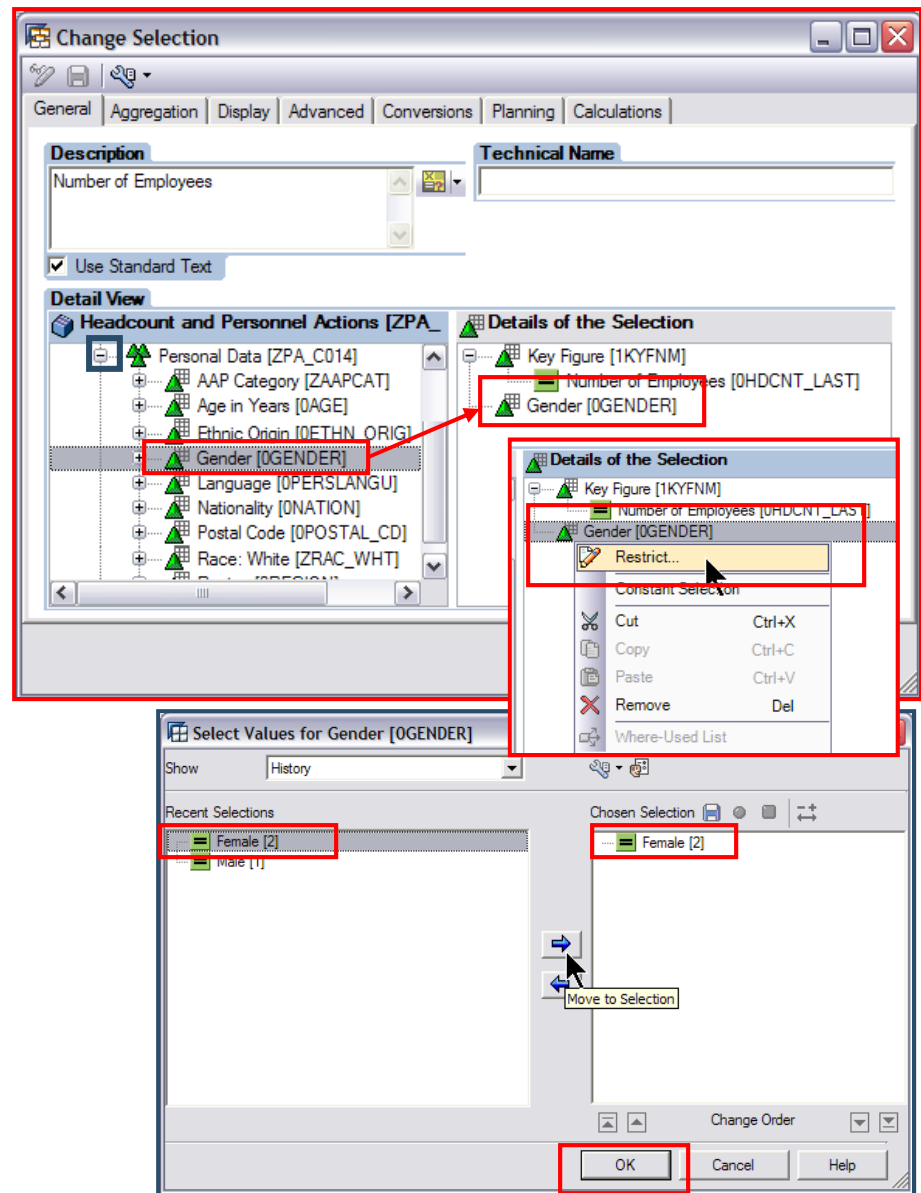 Change Selection
General Aggregation Display Advanced Conversions Planning Calculations
Description
Technical Name
Number of Employees
Use Standard Text
Detail View
Headcount and Personnel Actions [ZPA_
Personal Data [ZPA_C014]
AAP Category [ZAAPCAT]
Age in Years [0AGE]
Ethnic Origin [0ETHN_ORIG]
Gender [0GENDER]
Language [0PERSLANGU]
Nationality [0NATION]
Postal Code [0POSTAL_CD]
Race: White [ZRAC_WHT]
Details of the Selection
Key Figure [1KYFNM]
Number of Employees [0HDCNT_LAST]
Gender [0GENDER]
Details of the Selection
Key Figure [1KYFNM]
Number of Employees [0HDCNT_LAST]
Gender [0GENDER]
Restrict...
Constant Selection
Cut Ctrl+X
Copy Ctrl+C
Paste Ctrl+V
Remove Del
Where-Used List
Select Values for Gender [0GENDER]
Show History
Recent Selections
Female [2]
Male [1]
Chosen Selection
Female [2]
Move to Selection
Change Order
OK Cancel Help